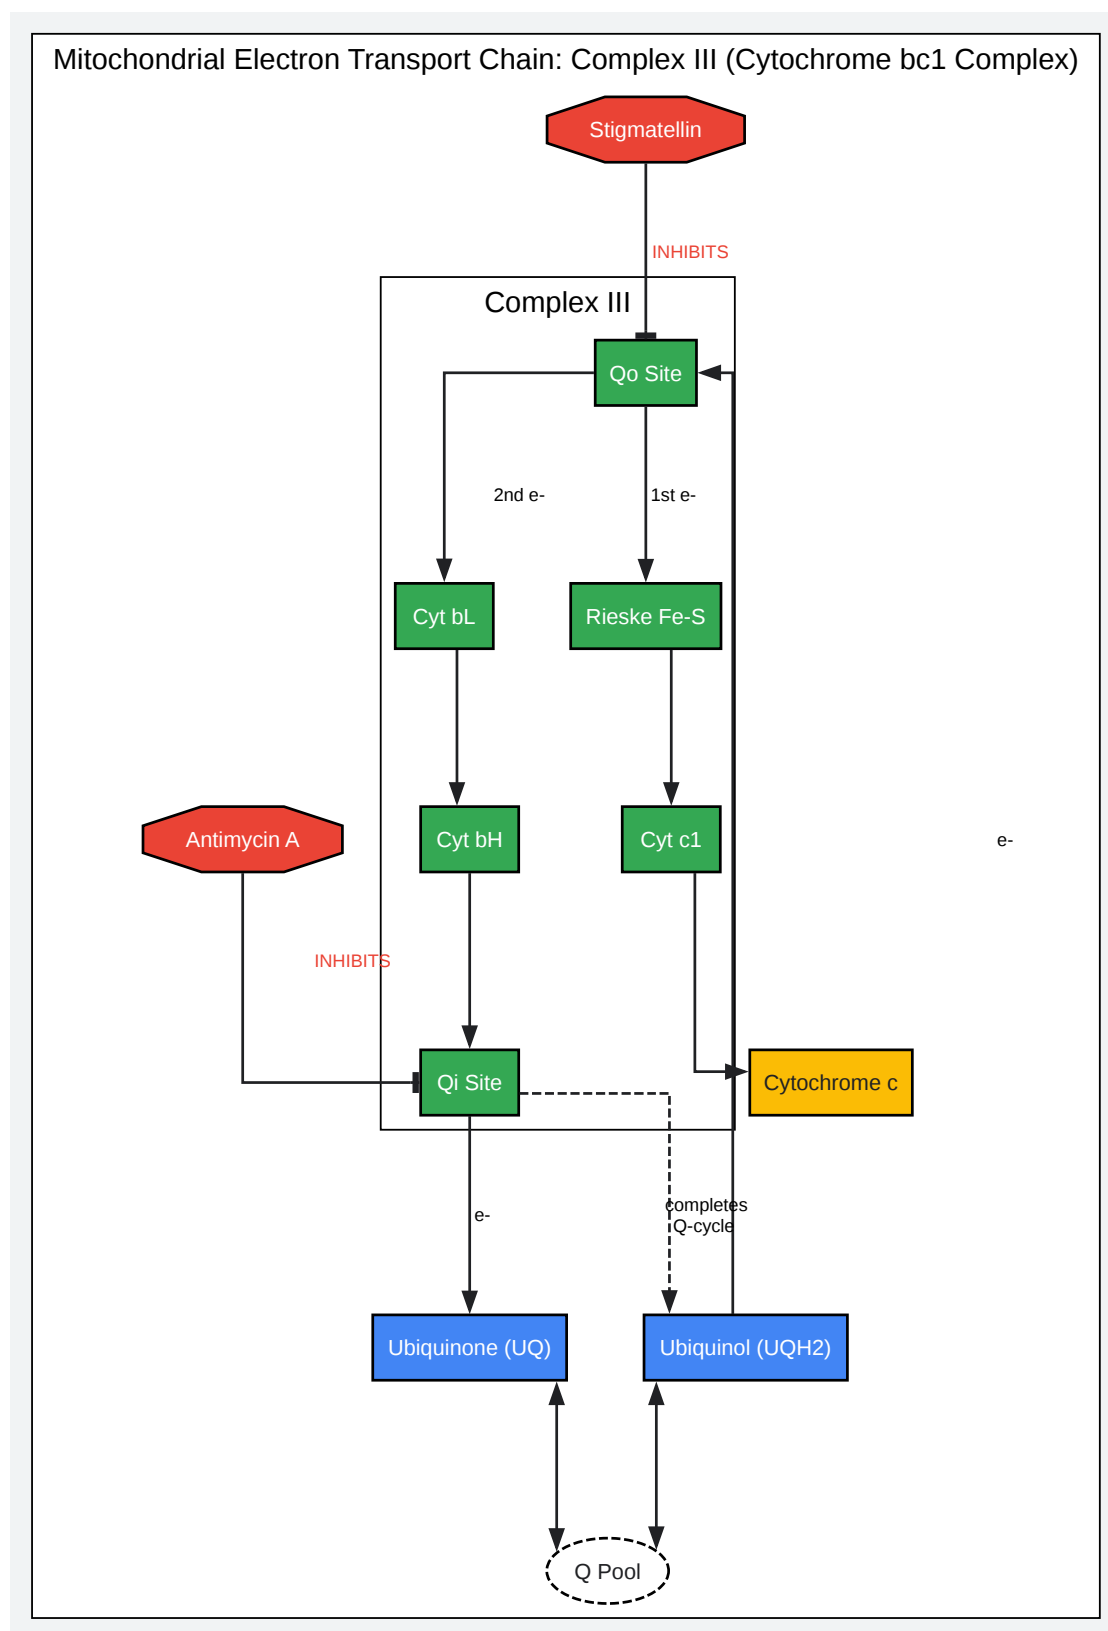 Mitochondrial Electron Transport Chain: Complex III (Cytochrome bc1 Complex)
Stigmatellin
INHIBITS
Complex III
Qo Site
2nd e-
1st e-
Cyt bL
Rieske Fe-S
Antimycin A
Cyt bH
Cyt c1
e-
INHIBITS
Qi Site
Cytochrome c
completes
Q-cycle
e-
Ubiquinone (UQ)
Ubiquinol (UQH2)
Q Pool